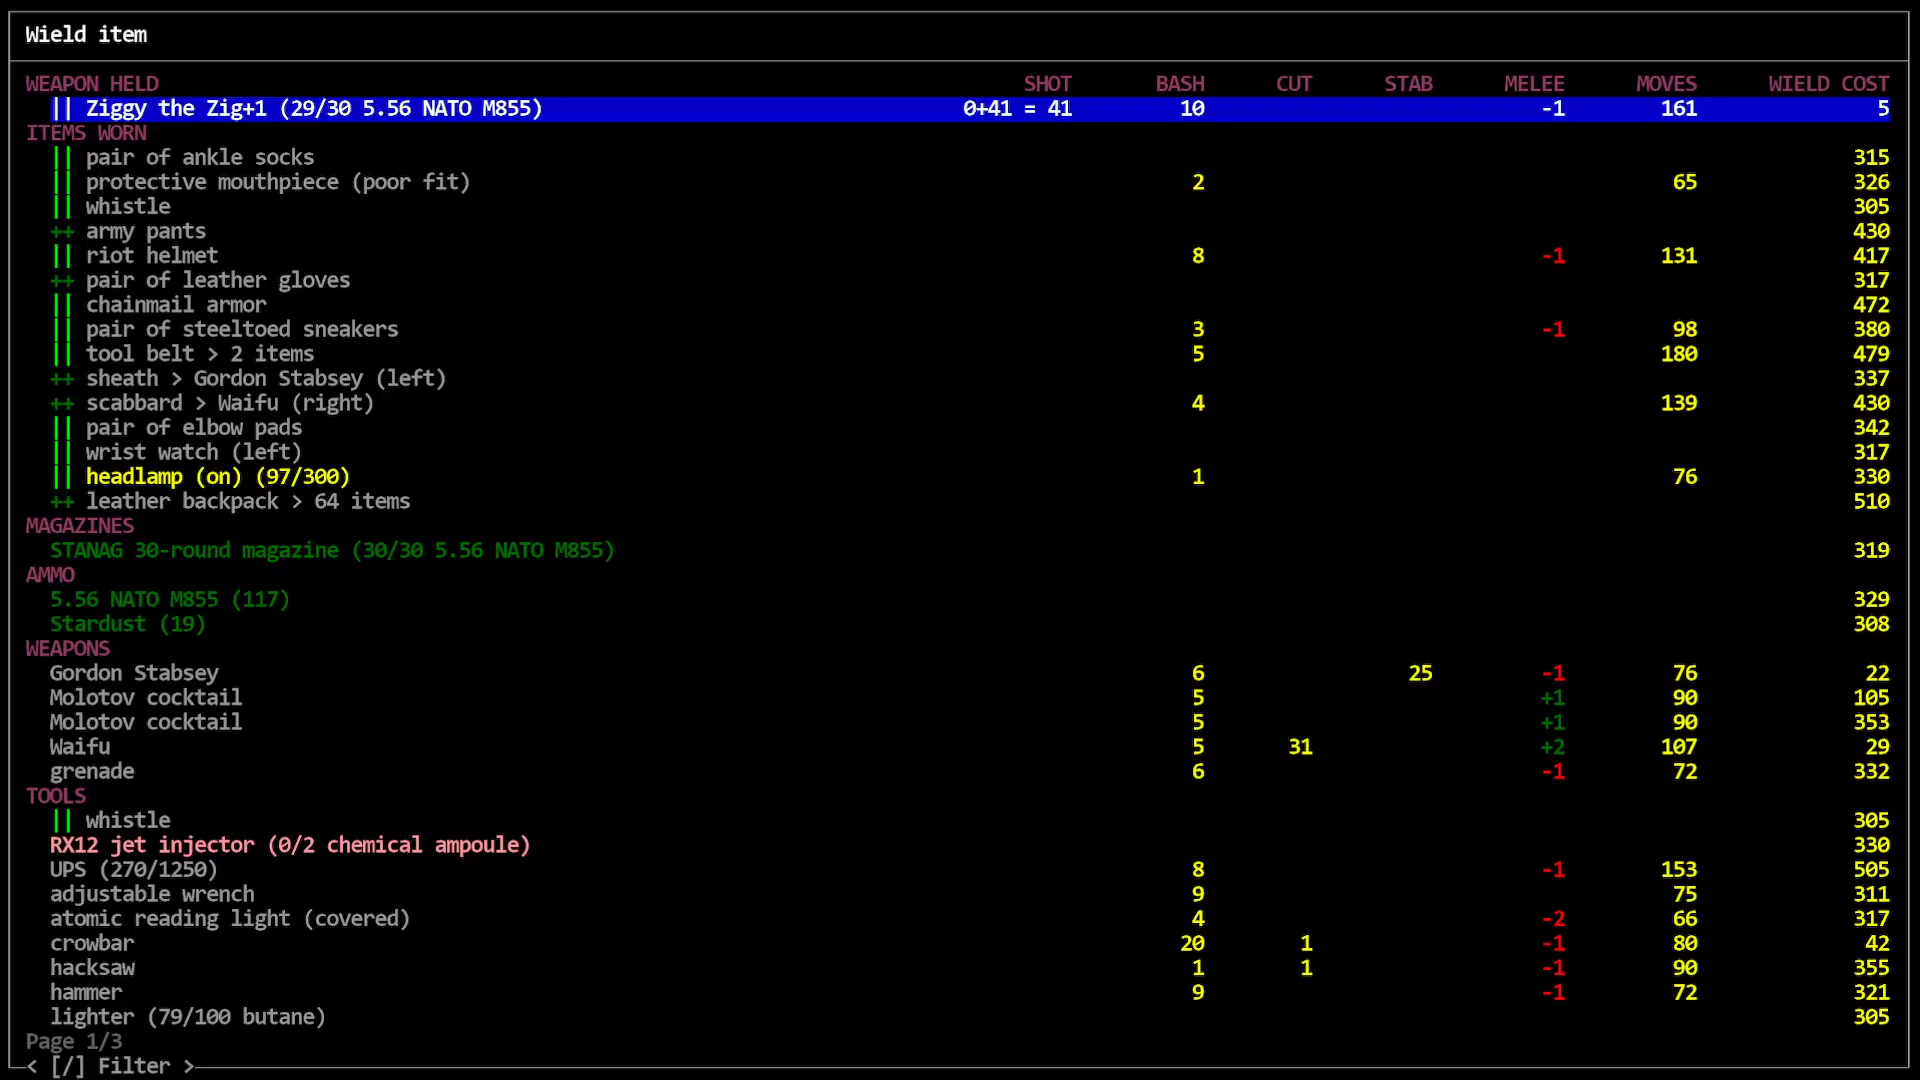 Wield item
WEAPON HELD SHOT BASH CUT STAB MELEE MOVES WIELD COST
|| Ziggy the Zig+1 (29/30 5.56 NATO M855) 0+41 = 41 10 -1 161 5
ITEMS WORN
|| pair of ankle socks 315
|| protective mouthpiece (poor fit) 2 65 326
|| whistle 305
++ army pants 430
|| riot helmet 8 -1 131 417
++ pair of leather gloves 317
|| chainmail armor 472
|| pair of steeltoed sneakers 3 -1 98 380
|| tool belt > 2 items 5 180 479
++ sheath > Gordon Stabsey (left) 337
++ scabbard > Waifu (right) 4 139 430
|| pair of elbow pads 342
|| wrist watch (left) 317
|| headlamp (on) (97/300) 1 76 330
++ leather backpack > 64 items 510
MAGAZINES
STANAG 30-round magazine (30/30 5.56 NATO M855) 319
AMMO
5.56 NATO M855 (117) 329
Stardust (19) 308
WEAPONS
Gordon Stabsey 6 25 -1 76 22
Molotov cocktail 5 +1 90 105
Molotov cocktail 5 +1 90 353
Waifu 5 31 +2 107 29
grenade 6 -1 72 332
TOOLS
|| whistle 305
RX12 jet injector (0/2 chemical ampoule) 330
UPS (270/1250) 8 -1 153 505
adjustable wrench 9 75 311
atomic reading light (covered) 4 -2 66 317
crowbar 20 1 -1 80 42
hacksaw 1 1 -1 90 355
hammer 9 -1 72 321
lighter (79/100 butane) 305
Page 1/3
< [/] Filter >